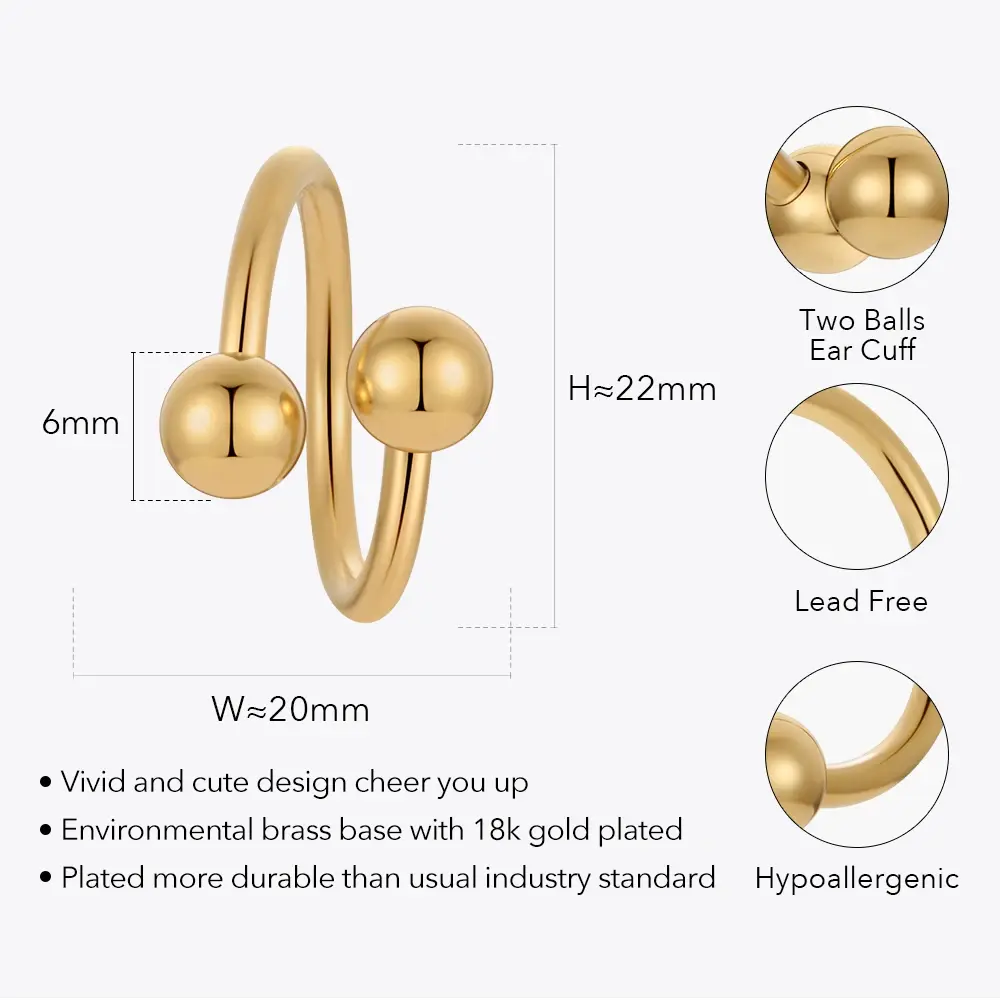 6mm
H≈22mm
W≈20mm
• Vivid and cute design cheer you up
• Environmental brass base with 18k gold plated
• Plated more durable than usual industry standard
Two Balls
Ear Cuff
Lead Free
Hypoallergenic